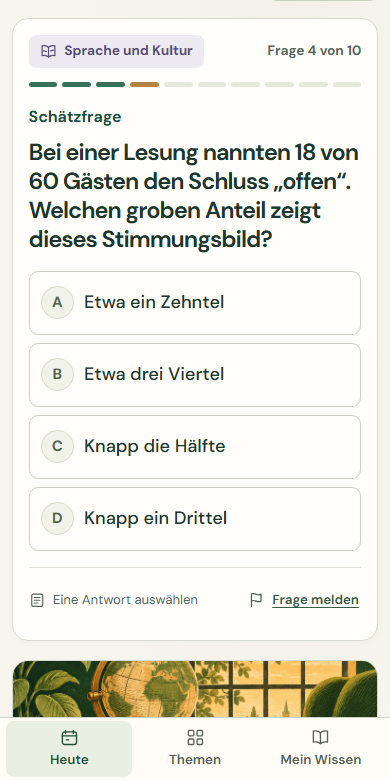 Sprache und Kultur
Frage 4 von 10
Schätzfrage
Bei einer Lesung nannten 18 von
60 Gästen den Schluss „offen“.
Welchen groben Anteil zeigt
dieses Stimmungsbild?
A Etwa ein Zehntel
B Etwa drei Viertel
C Knapp die Hälfte
D Knapp ein Drittel
Eine Antwort auswählen
Frage melden
Heute
Themen
Mein Wissen